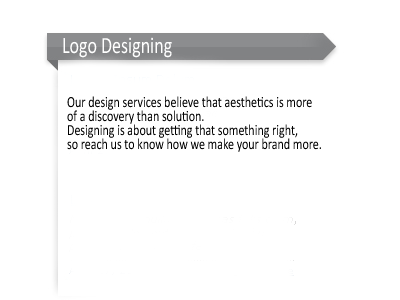 Logo Designing
Our design services believe that aesthetics is more
of a discovery than solution.
Designing is about getting that something right,
so reach us to know how we make your brand more.